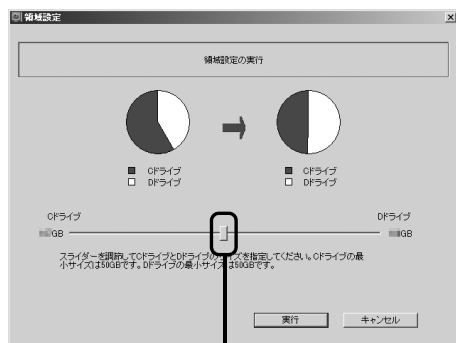 領域設定
領域設定の実行
Cドライブ
Dドライブ
Cドライブ
Dドライブ
Cドライブ
Dドライブ
GB
GB
スライダーを調節してCドライブとDドライブのサイズを指定してください。Cドライブの最
小サイズは50GBです。Dドライブの最小サイズは50GBです。
実行
キャンセル